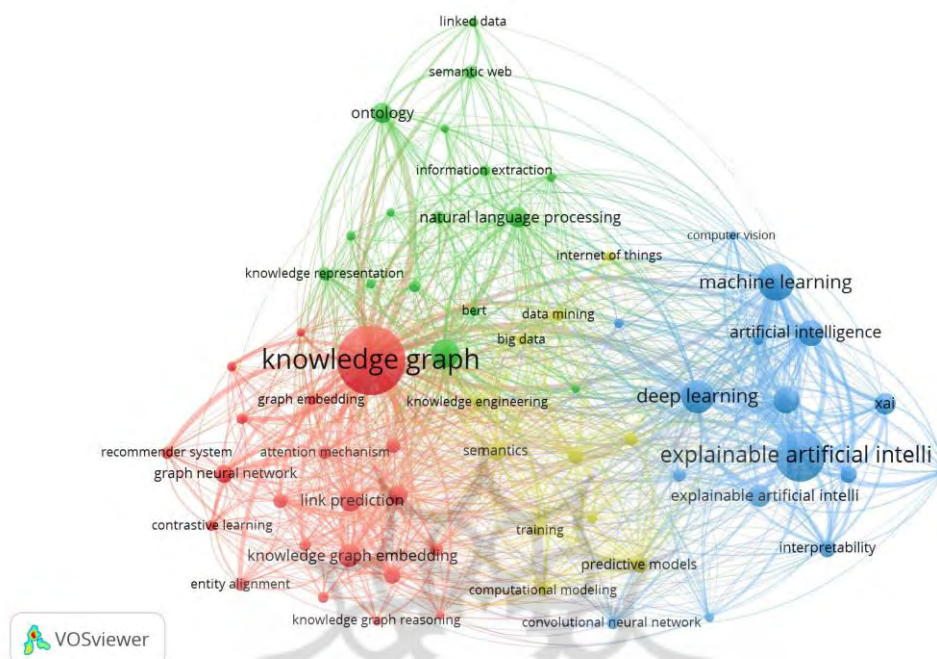 linked data
semantic web
ontology
information extraction
natural language processing
computer vision
internet of things
knowledge representation
machine learning
bert
data mining
artificial intelligence
big data
knowledge graph
deep learning
graph embedding
knowledge engineering
xai
recommender system
attention mechanism
semantics
explainable artificial intelli
graph neural network
link prediction
explainable artificial intelli
contrastive learning
training
interpretability
knowledge graph embedding
predictive models
entity alignment
computational modeling
knowledge graph reasoning
convolutional neural network
VOSviewer